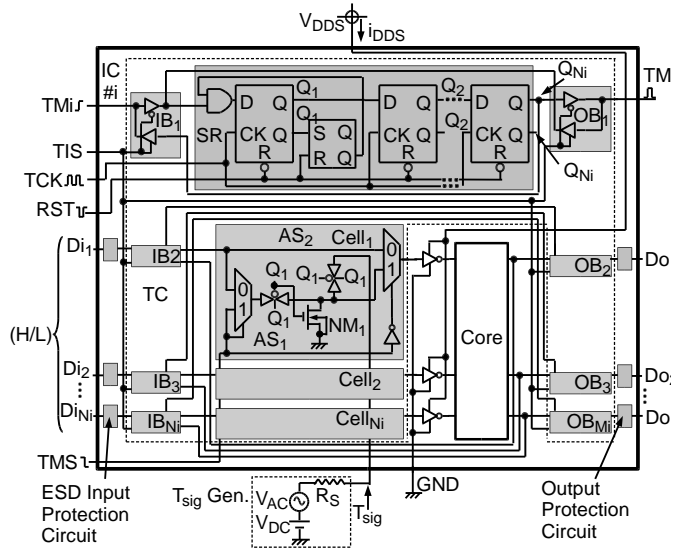 VDDS
iDDS
IC
#i
QNi
TM
TMi
IB1
D Q
Q1
D Q
Q2
D Q
OB1
CK Q
Q1
S Q
CK Q
Q2
CK Q
SR
R
R Q
R
R
TIS
TCK
QNi
RST
Di1
IB2
AS2
Cell1
0
1
OB2
Do
TC
0
1
Q1
Q1
Q1
Q1
NM1
AS1
Core
(H/L)
Di2
IB3
Cell2
OB3
Do
DiNi
IBNi
CellNi
OBMi
Do
TMS
ESD Input
Protection
Circuit
Tsig Gen.
VAC
VDC
RS
Tsig
GND
Output
Protection
Circuit